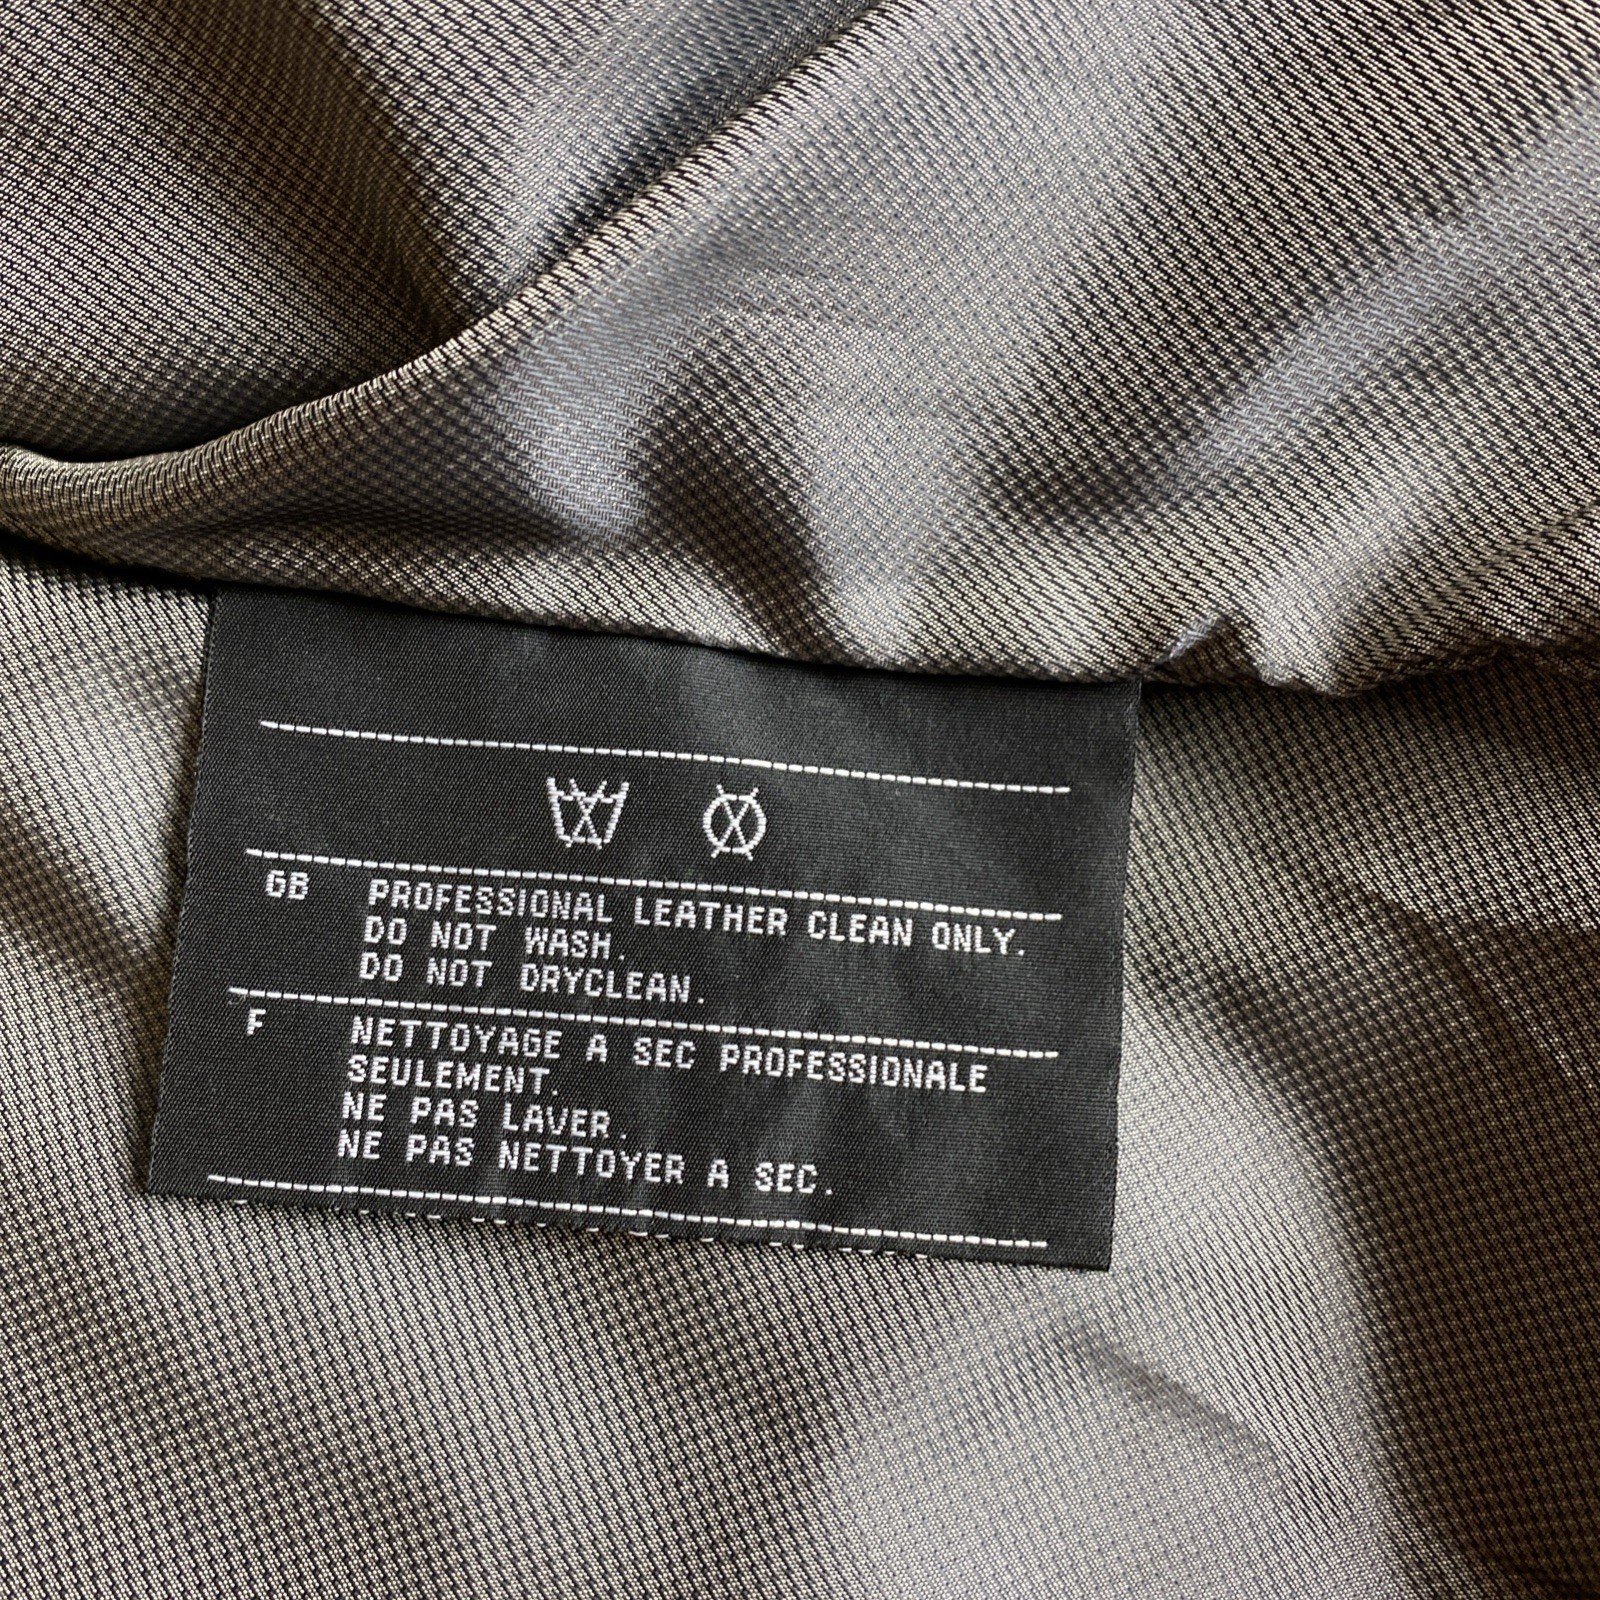 GB PROFESSIONAL LEATHER CLEAN ONLY.
DO NOT WASH.
DO NOT DRYCLEAN.
F NETTOYAGE A SEC PROFESSIONALE
SEULEMENT.
NE PAS LAVER.
NE PAS NETTOYER A SEC.